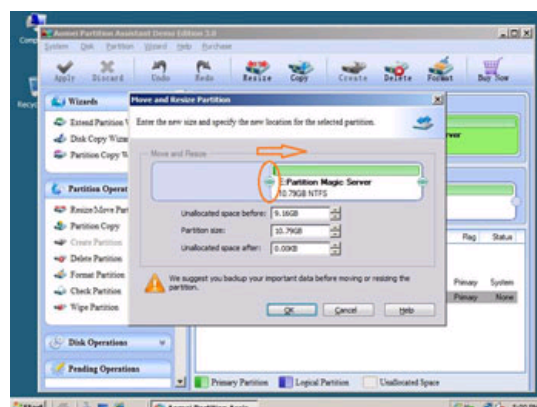 Aomei Partition Assistant Demo Edition 3.0
System Disk Partition Wizard Help Purchase
Apply Discard Undo Redo Resize Copy Create Delete Format Buy Now
Wizards
Extend Partition
Disk Copy Wizar
Partition Copy W
Partition Operat
Resize/Move Part
Partition Copy
Create Partition
Delete Partition
Format Partition
Check Partition
Wipe Partition
Disk Operations
Pending Operations
Move and Resize Partition
Enter the new size and specify the new location for the selected partition.
Move and Resize
E:Partition Magic Server
10.79GB NTFS
Unallocated space before: 9.16GB
Partition size: 10.79GB
Unallocated space after: 0.00KB
We suggest you backup your important data before moving or resizing the
partition.
OK Cancel Help
rver
Flag Status
Primary System
Primary None
Primary Partition Logical Partition Unallocated Space